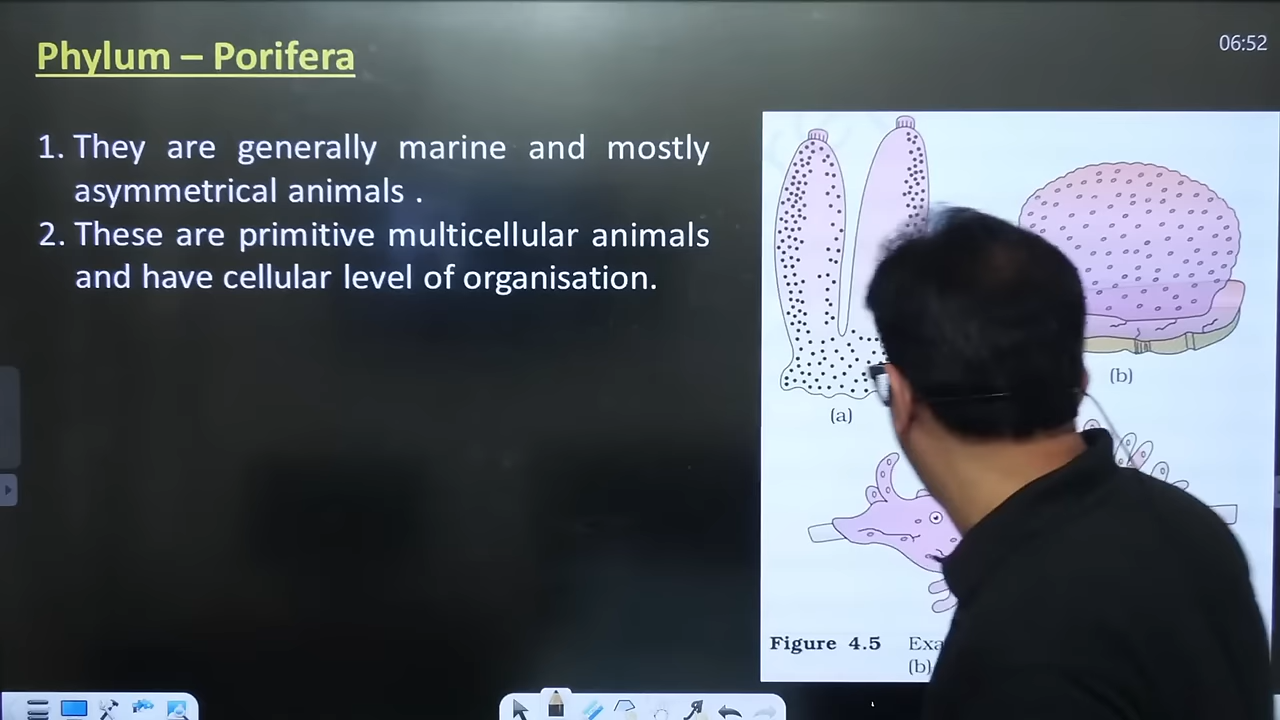 Phylum – Porifera
06:52
1. They are generally marine and mostly
asymmetrical animals .
2. These are primitive multicellular animals
and have cellular level of organisation.
(a)
(b)
Figure 4.5
(b)